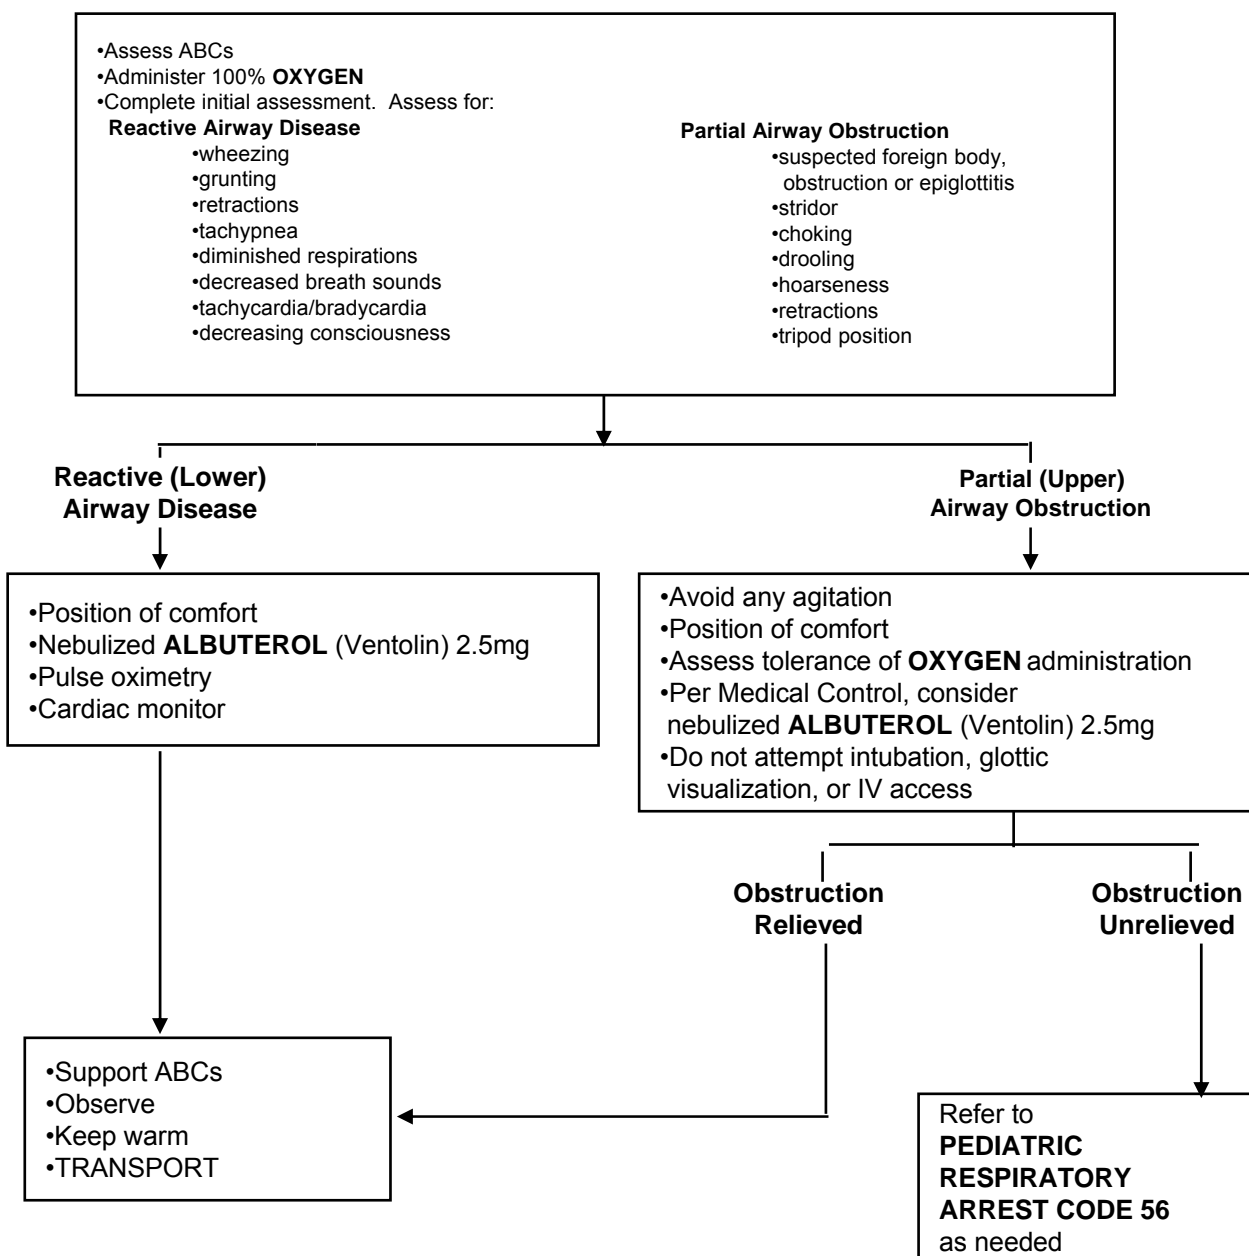 •Assess ABCs
•Administer 100% OXYGEN
•Complete initial assessment.  Assess for:
Reactive Airway Disease
•wheezing
•grunting
•retractions
•tachypnea
•diminished respirations
•decreased breath sounds
•tachycardia/bradycardia
•decreasing consciousness
Partial Airway Obstruction
•suspected foreign body,
obstruction or epiglottitis
•stridor
•choking
•drooling
•hoarseness
•retractions
•tripod position
Reactive (Lower)
Airway Disease
Partial (Upper)
Airway Obstruction
•Position of comfort
•Nebulized ALBUTEROL (Ventolin) 2.5mg
•Pulse oximetry
•Cardiac monitor
•Avoid any agitation
•Position of comfort
•Assess tolerance of OXYGEN administration
•Per Medical Control, consider
nebulized ALBUTEROL (Ventolin) 2.5mg
•Do not attempt intubation, glottic
visualization, or IV access
Obstruction
Relieved
Obstruction
Unrelieved
•Support ABCs
•Observe
•Keep warm
•TRANSPORT
Refer to
PEDIATRIC
RESPIRATORY
ARREST CODE 56
as needed